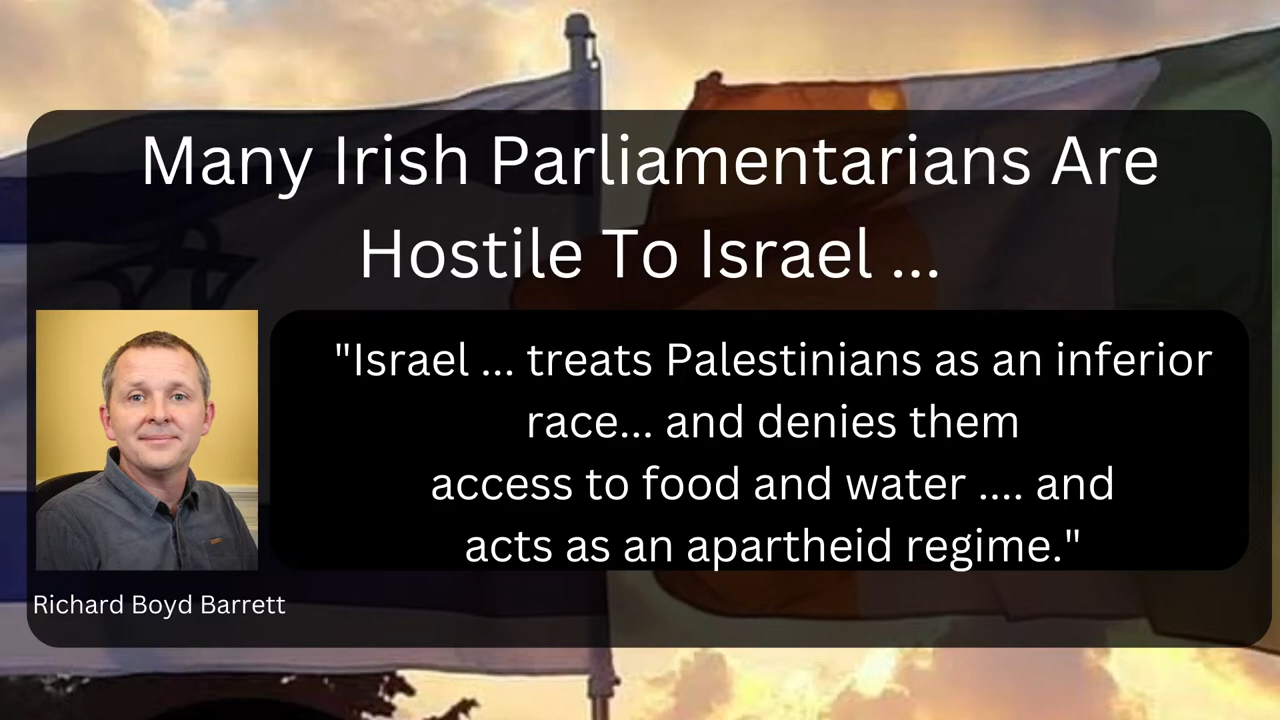 Many Irish Parliamentarians Are
Hostile To Israel ...
"Israel ... treats Palestinians as an inferior
race... and denies them
access to food and water .... and
acts as an apartheid regime."
Richard Boyd Barrett